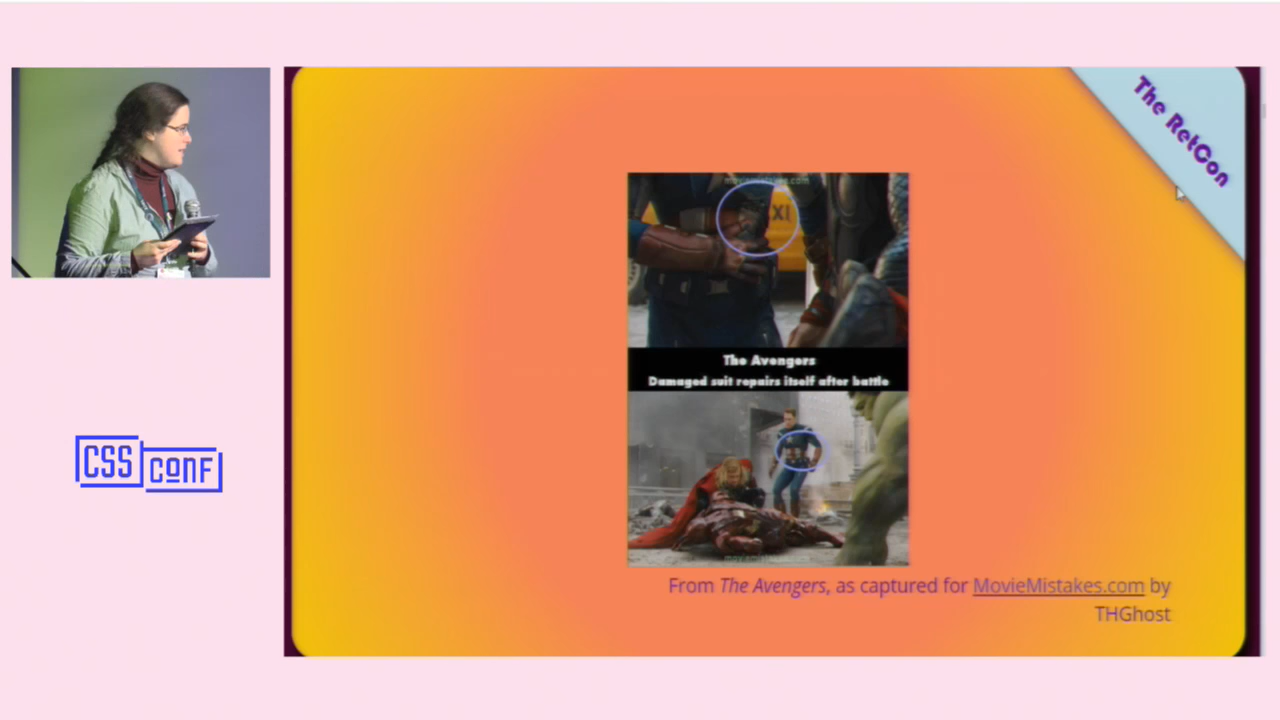 The RetCon
XI
The Avengers
Damaged suit repairs itself after battle
From The Avengers, as captured for MovieMistakes.com by
THGhost
CSS
CONF